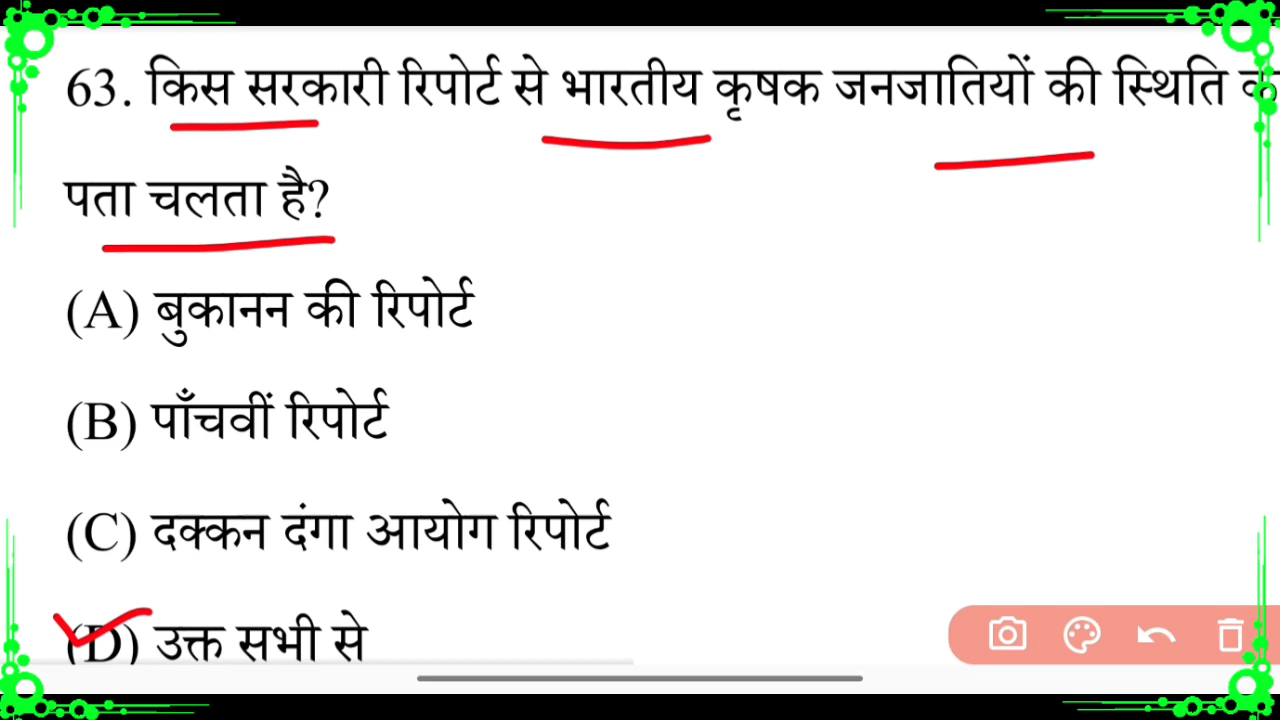 63. किस सरकारी रिपोर्ट से भारतीय कृषक जनजातियों की स्थिति
पता चलता है?
(A) बुकानन की रिपोर्ट
(B) पाँचवीं रिपोर्ट
(C) दक्कन दंगा आयोग रिपोर्ट
(D) उक्त सभी से